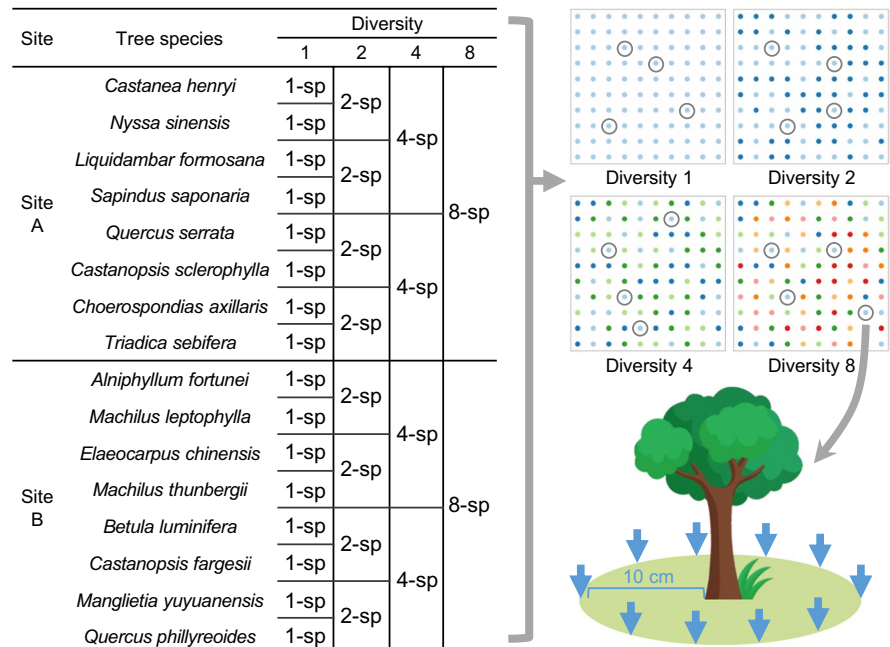 Site Tree species Diversity
1 2 4 8
Site A
Castanea henryi 1-sp
2-sp
Nyssa sinensis 1-sp
4-sp
Liquidambar formosana 1-sp
2-sp
Sapindus saponaria 1-sp
8-sp
Quercus serrata 1-sp
2-sp
Castanopsis sclerophylla 1-sp
4-sp
Choerospondias axillaris 1-sp
2-sp
Triadica sebifera 1-sp
Site B
Alniphyllum fortunei 1-sp
2-sp
Machilus leptophylla 1-sp
4-sp
Elaeocarpus chinensis 1-sp
2-sp
Machilus thunbergii 1-sp
8-sp
Betula luminifera 1-sp
2-sp
Castanopsis fargesii 1-sp
4-sp
Manglietia yuyuanensis 1-sp
2-sp
Quercus phillyreoides 1-sp
Diversity 1
Diversity 2
Diversity 4
Diversity 8
10 cm